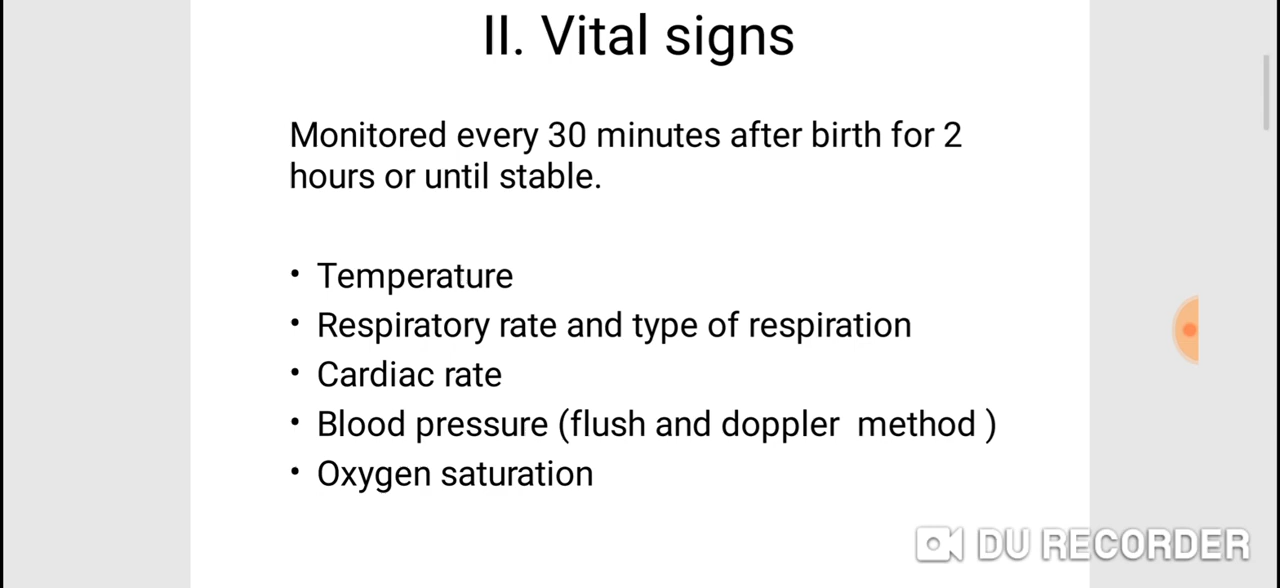 II. Vital signs
Monitored every 30 minutes after birth for 2
hours or until stable.
• Temperature
• Respiratory rate and type of respiration
• Cardiac rate
• Blood pressure (flush and doppler  method )
• Oxygen saturation
DU RECORDER